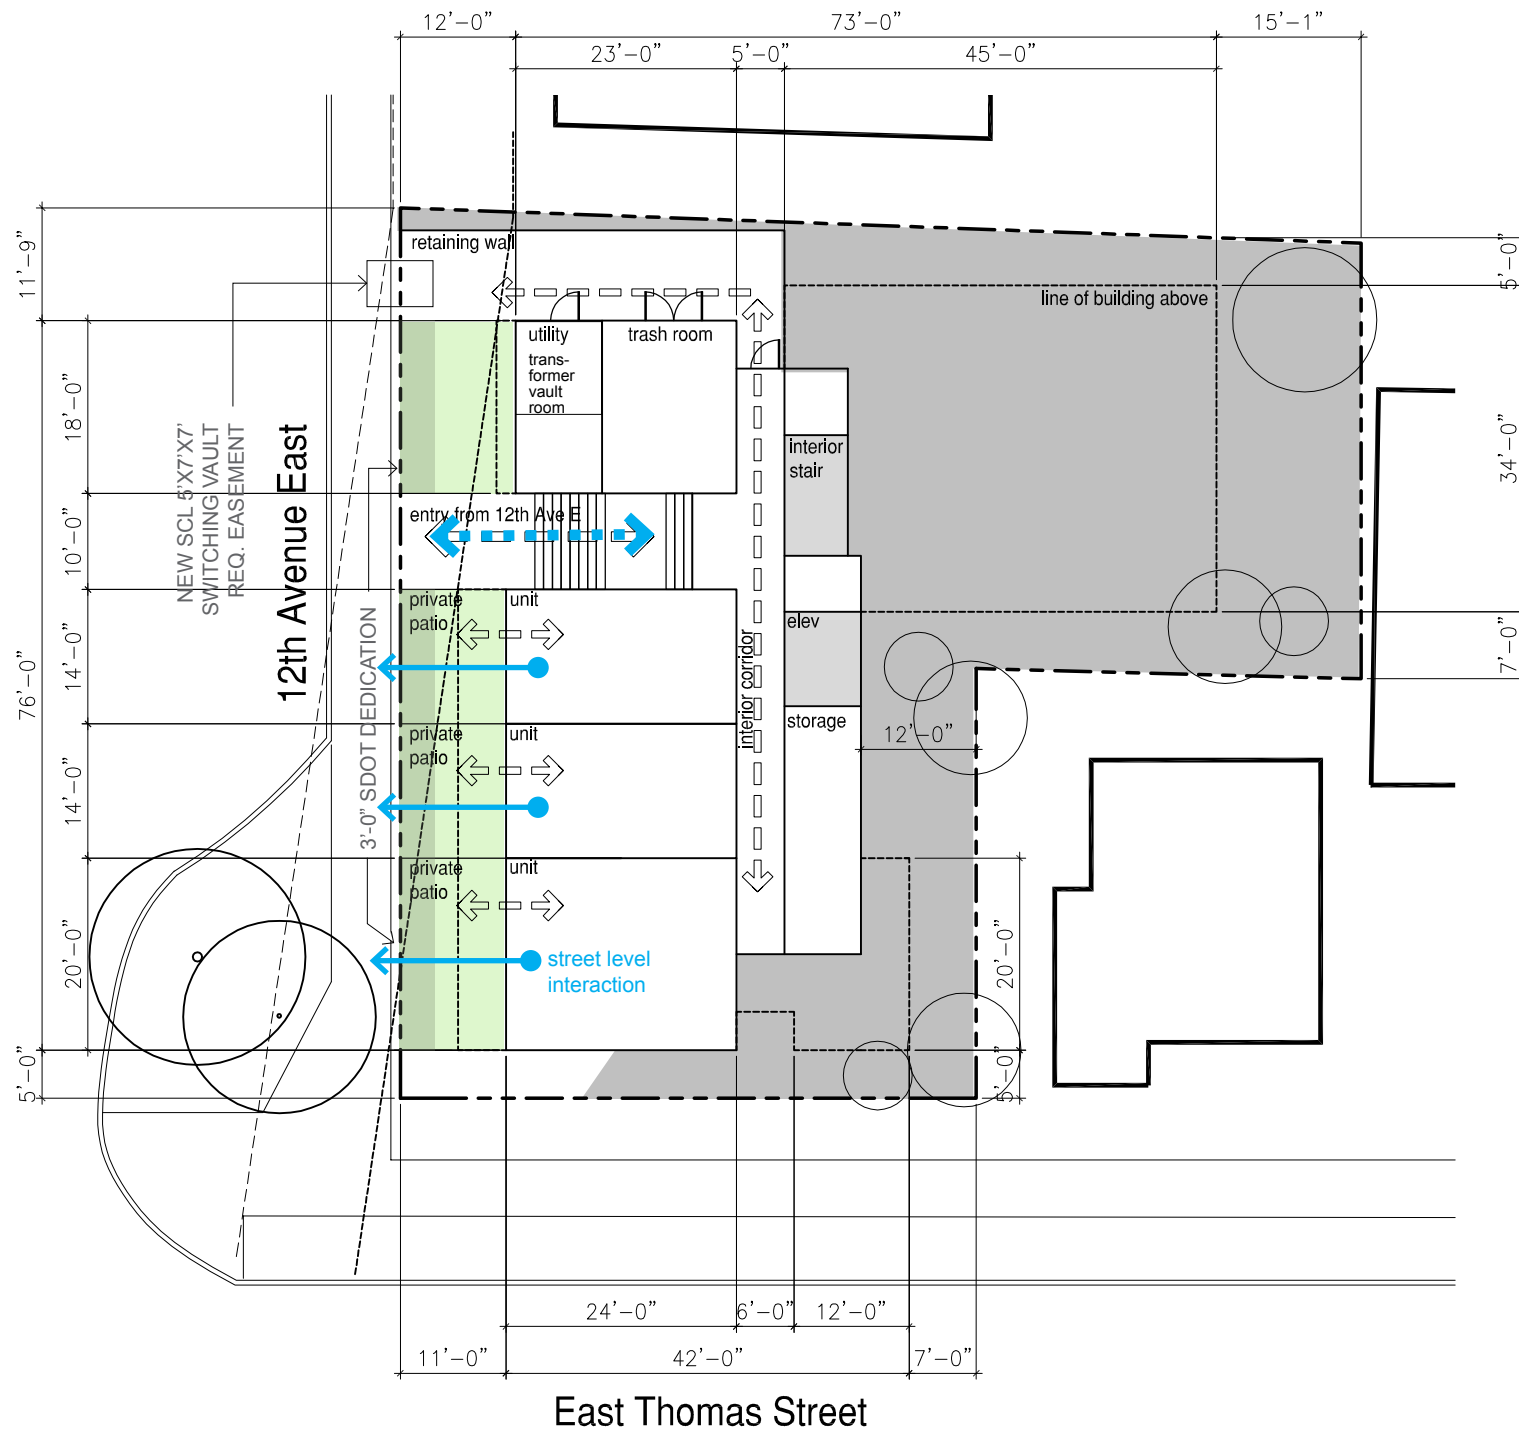 12'-0"
73'-0"
15'-1"
23'-0"
5'-0"
45'-0"
11'-9"
retaining wall
5'-0"
line of building above
utility
trash room
trans-
former
vault
room
18'-0"
NEW SCL 5'X7'X7'
SWITCHING VAULT
REQ. EASEMENT
12th Avenue East
interior
stair
34'-0"
entry from 12th Ave E
10'-0"
private
patio
unit
elev
14'-0"
7'-0"
76'-0"
3'-0" SDOT DEDICATION
interior corridor
private
patio
unit
storage
12'-0"
14'-0"
private
patio
unit
20'-0"
street level
interaction
20'-0"
5'-0"
5'-0"
24'-0"
6'-0"
12'-0"
11'-0"
42'-0"
7'-0"
East Thomas Street